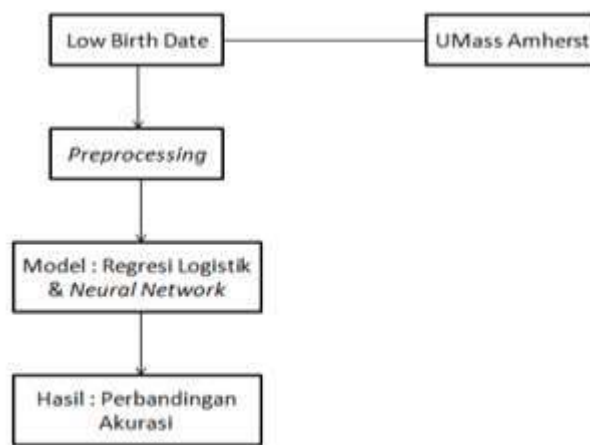 Low Birth Date
UMass Amherst
Preprocessing
Model : Regresi Logistik
& Neural Network
Hasil : Perbandingan
Akurasi